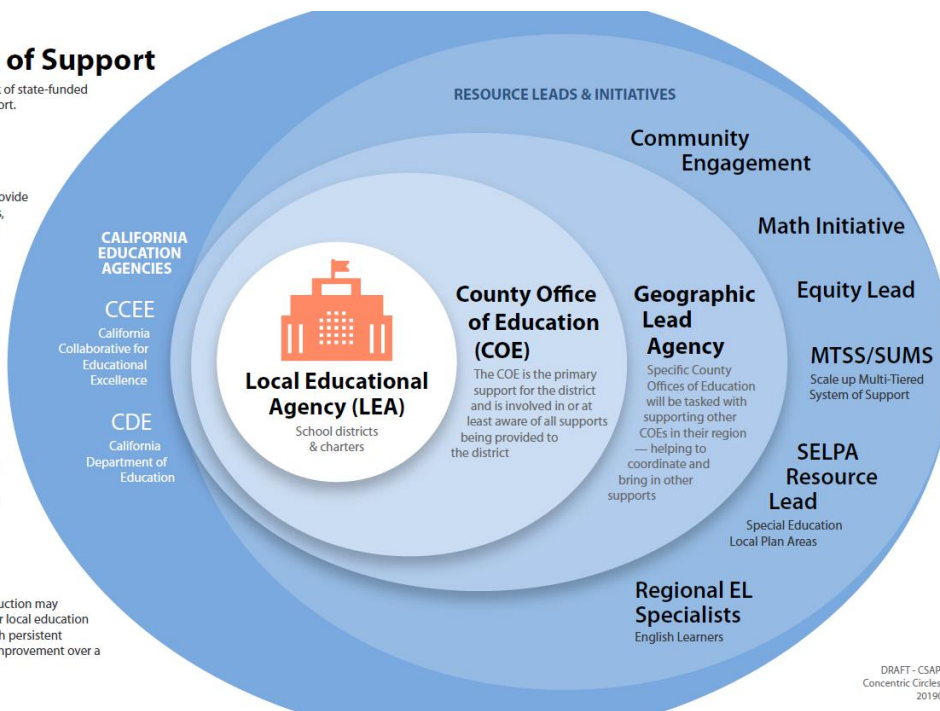 of Support
of state-funded
ort.
ovide
s,
RESOURCE LEADS & INITIATIVES
Community
Engagement
Math Initiative
Equity Lead
MTSS/SUMS
Scale up Multi-Tiered
System of Support
SELPA
Resource
Lead
Special Education
Local Plan Areas
Regional EL
Specialists
English Learners
CALIFORNIA
EDUCATION
AGENCIES
CCEE
California
Collaborative for
Educational
Excellence
CDE
California
Department of
Education
Local Educational
Agency (LEA)
School districts
& charters
County Office
of Education
(COE)
The COE is the primary
support for the district
and is involved in or at
least aware of all supports
being provided to
the district
Geographic
Lead
Agency
Specific County
Offices of Education
will be tasked with
supporting other
COEs in their region
— helping to
coordinate and
bring in other
supports
uction may
r local education
h persistent
mprovement over a
DRAFT - CSAP
Concentric Circles
2019